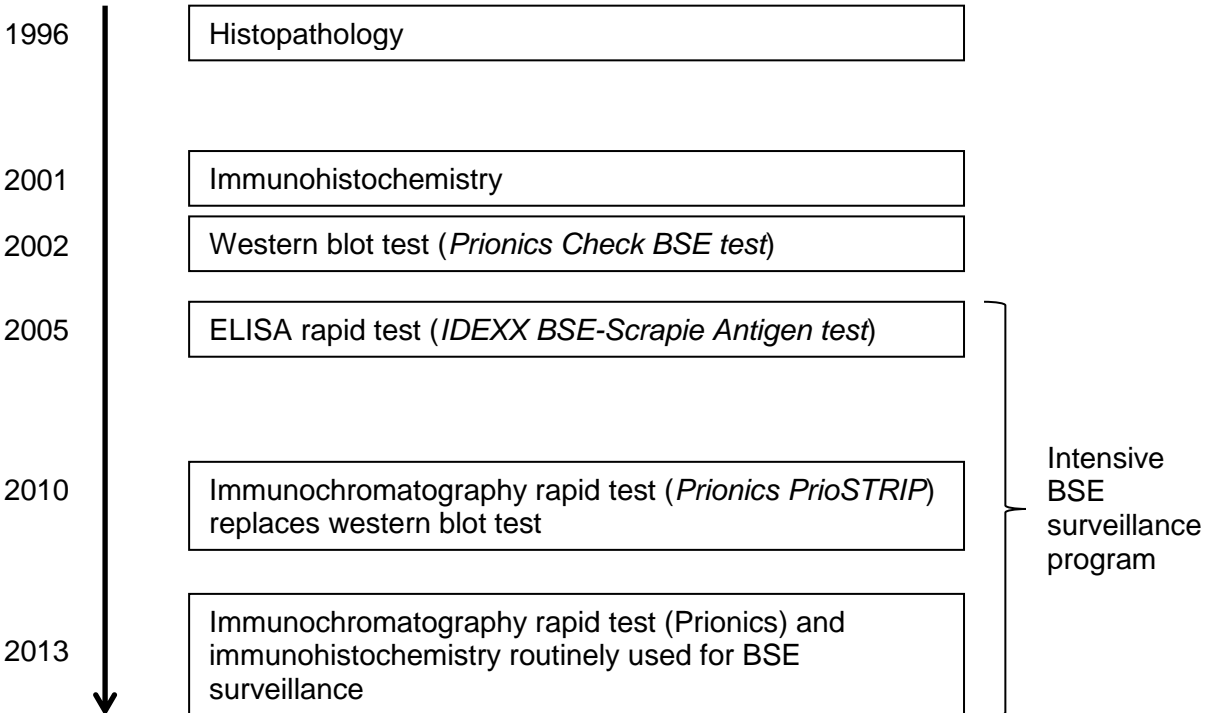 1996
Histopathology
2001
Immunohistochemistry
2002
Western blot test (Prionics Check BSE test)
2005
ELISA rapid test (IDEXX BSE-Scrapie Antigen test)
2010
Immunochromatography rapid test (Prionics PrioSTRIP)
replaces western blot test
2013
Immunochromatography rapid test (Prionics) and
immunohistochemistry routinely used for BSE
surveillance
Intensive
BSE
surveillance
program